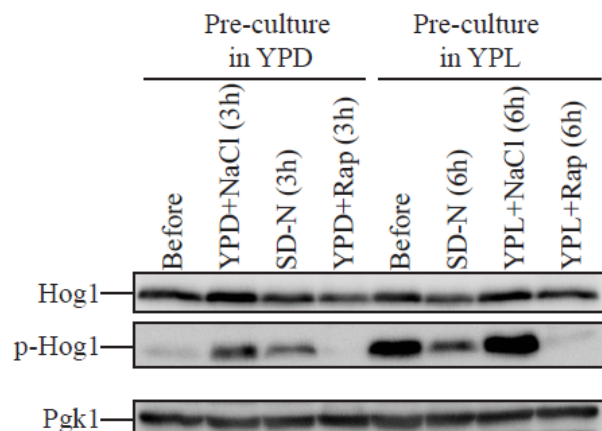 Pre-culture
in YPD
Pre-culture
in YPL
Before
YPD+NaCl (3h)
SD-N (3h)
YPD+Rap (3h)
Before
SD-N (6h)
YPL+NaCl (6h)
YPL+Rap (6h)
Hog1
p-Hog1
Pgk1